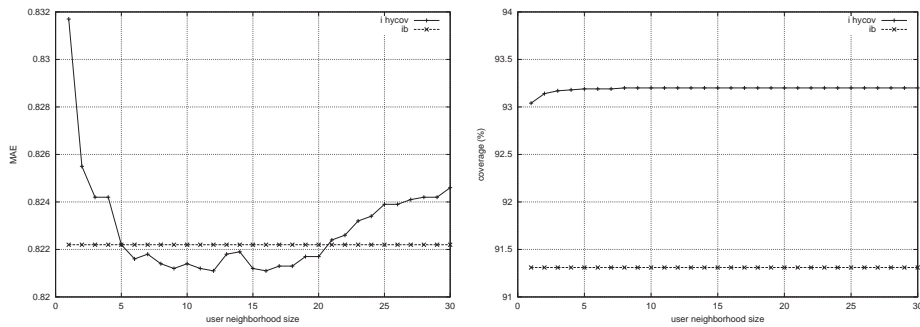 0.832
0.83
0.828
0.826
0.824
0.822
0.82
MAE
0 5 10 15 20 25 30
user neighborhood size
i hycov
ib
94
93.5
93
92.5
92
91.5
91
coverage (%)
0 5 10 15 20 25 30
user neighborhood size
i hycov
ib